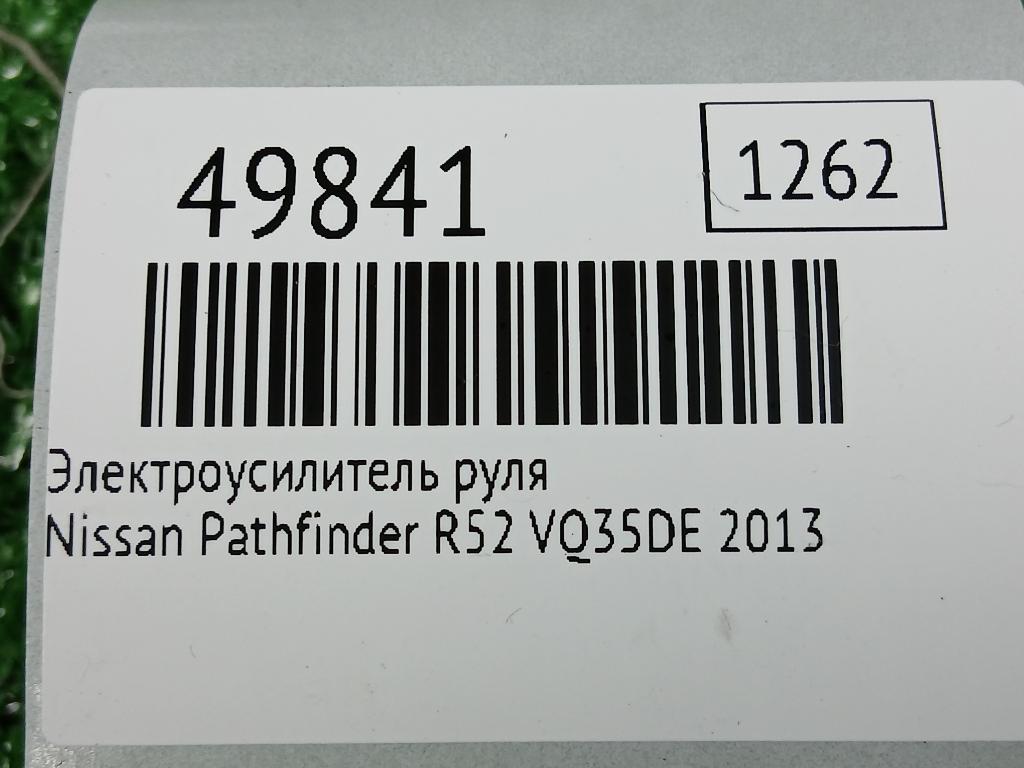 49841
1262
Электроусилитель руля
Nissan Pathfinder R52 VQ35DE 2013